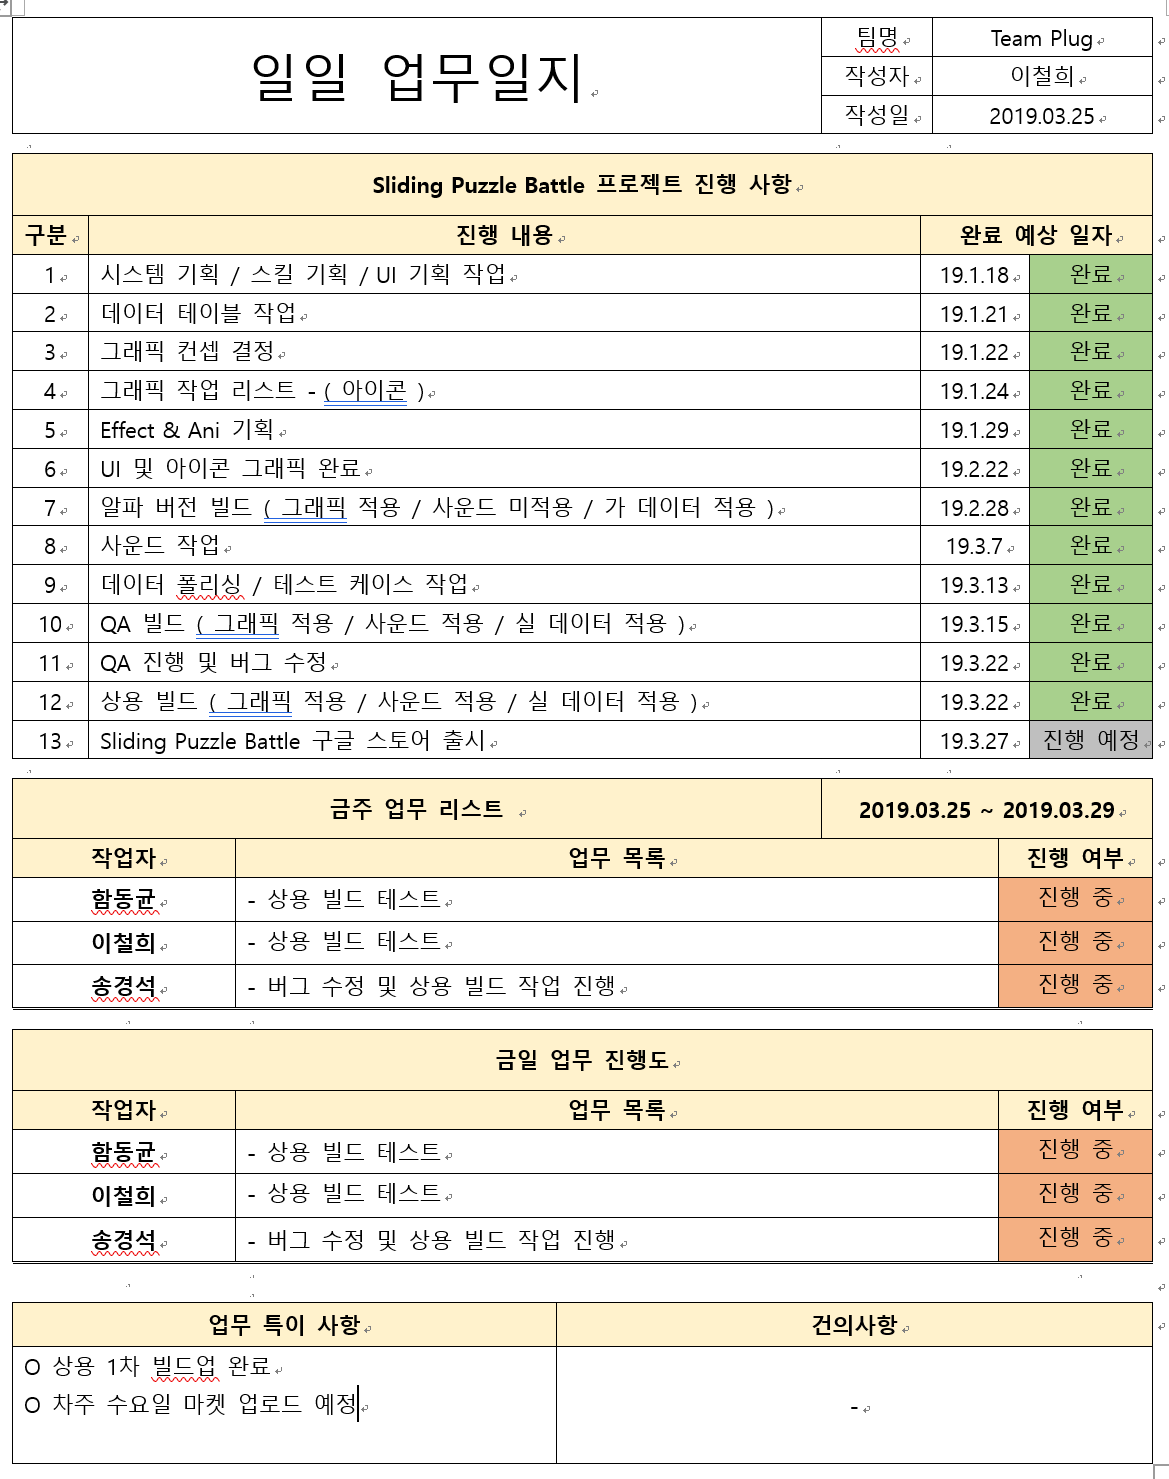 일일 업무일지
팀명 Team Plug
작성자 이철희
작성일 2019.03.25
Sliding Puzzle Battle 프로젝트 진행 사항
구분 진행 내용 완료 예상 일자
1 시스템 기획 / 스킬 기획 / UI 기획 작업 19.1.18 완료
2 데이터 테이블 작업 19.1.21 완료
3 그래픽 컨셉 결정 19.1.22 완료
4 그래픽 작업 리스트 - ( 아이콘 ) 19.1.24 완료
5 Effect & Ani 기획 19.1.29 완료
6 UI 및 아이콘 그래픽 완료 19.2.22 완료
7 알파 버전 빌드 ( 그래픽 적용 / 사운드 미적용 / 가 데이터 적용 ) 19.2.28 완료
8 사운드 작업 19.3.7 완료
9 데이터 폴리싱 / 테스트 케이스 작업 19.3.13 완료
10 QA 빌드 ( 그래픽 적용 / 사운드 적용 / 실 데이터 적용 ) 19.3.15 완료
11 QA 진행 및 버그 수정 19.3.22 완료
12 상용 빌드 ( 그래픽 적용 / 사운드 적용 / 실 데이터 적용 ) 19.3.22 완료
13 Sliding Puzzle Battle 구글 스토어 출시 19.3.27 진행 예정
금주 업무 리스트 2019.03.25 ~ 2019.03.29
작업자 업무 목록 진행 여부
함동균 - 상용 빌드 테스트 진행 중
이철희 - 상용 빌드 테스트 진행 중
송경석 - 버그 수정 및 상용 빌드 작업 진행 진행 중
금일 업무 진행도
작업자 업무 목록 진행 여부
함동균 - 상용 빌드 테스트 진행 중
이철희 - 상용 빌드 테스트 진행 중
송경석 - 버그 수정 및 상용 빌드 작업 진행 진행 중
업무 특이 사항 건의사항
O 상용 1차 빌드업 완료
O 차주 수요일 마켓 업로드 예정
-